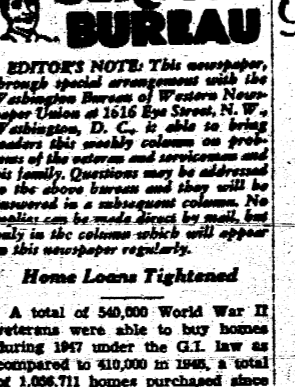 BUREAU
EDITOR'S NOTE: This newspaper,
through special arrangement with the
Washington Bureau of Western News-
paper Union at 1616 Eye Street, N. W.,
Washington, D. C., is able to bring
readers this weekly column on prob-
ems of the veteran and serviceman and
his family. Questions may be addressed
to the above bureau and they will be
answered in a subsequent column. No
replies can be made direct by mail, but
only in the column which will appear
in this newspaper regularly.
Home Loans Tightened
A total of 540,000 World War II
veterans were able to buy homes
during 1947 under the G.I. law as
compared to 410,000 in 1946, a total
of 1,036,711 homes purchased since